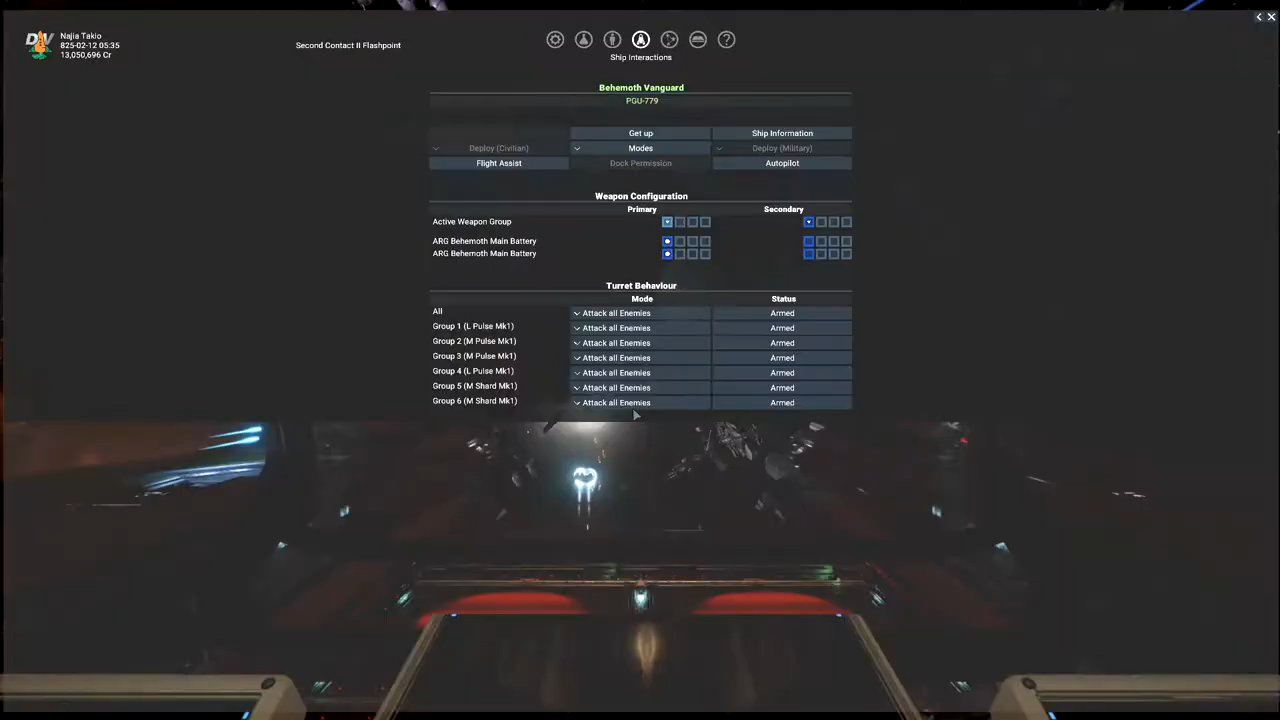 Najia Takio
825-02-12 05:35
13,050,696 Cr
Second Contact II Flashpoint
Ship Interactions
Behemoth Vanguard
PGU-779
Get up
Ship Information
Deploy (Civilian)
Modes
Deploy (Military)
Flight Assist
Dock Permission
Autopilot
Weapon Configuration
Primary
Secondary
Active Weapon Group
ARG Behemoth Main Battery
ARG Behemoth Main Battery
Turret Behaviour
Mode
Status
All
Attack all Enemies
Armed
Group 1 (L Pulse Mk1)
Attack all Enemies
Armed
Group 2 (M Pulse Mk1)
Attack all Enemies
Armed
Group 3 (M Pulse Mk1)
Attack all Enemies
Armed
Group 4 (L Pulse Mk1)
Attack all Enemies
Armed
Group 5 (M Shard Mk1)
Attack all Enemies
Armed
Group 6 (M Shard Mk1)
Attack all Enemies
Armed